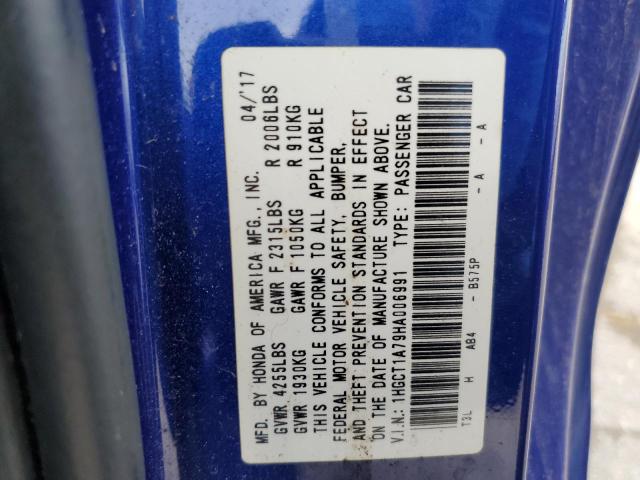 MFD. BY HONDA OF AMERICA MFG., INC. 04/'17
GVWR 4255LBS GAWR F 2315LBS R 2006LBS
GVWR 1930KG GAWR F 1050KG R 910KG
THIS VEHICLE CONFORMS TO ALL APPLICABLE
FEDERAL MOTOR VEHICLE SAFETY, BUMPER,
AND THEFT PREVENTION STANDARDS IN EFFECT
ON THE DATE OF MANUFACTURE SHOWN ABOVE.
V.I.N.: 1HGCT1A79HA006991 TYPE: PASSENGER CAR
T3L H AB4 - B575P - A - A